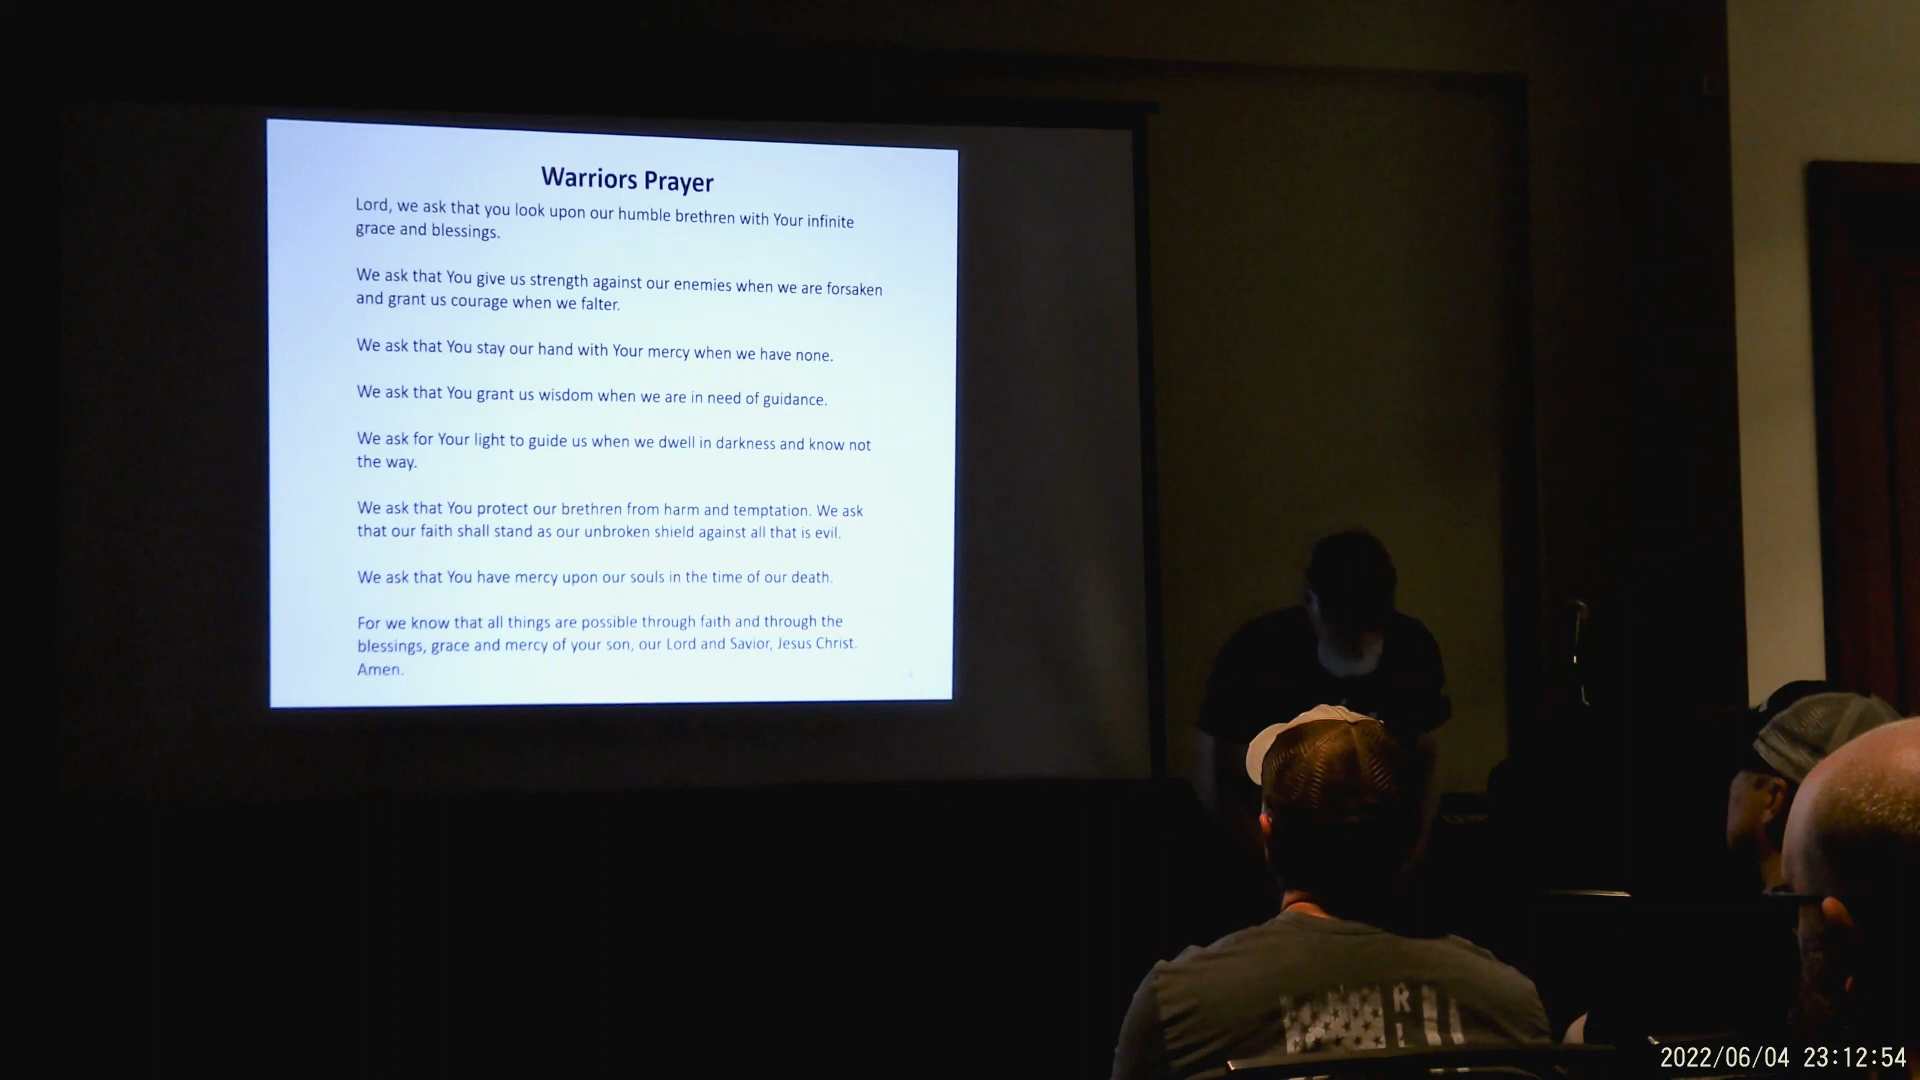 Warriors Prayer
Lord, we ask that you look upon our humble brethren with Your infinite
grace and blessings.
We ask that You give us strength against our enemies when we are forsaken
and grant us courage when we falter.
We ask that You stay our hand with Your mercy when we have none.
We ask that You grant us wisdom when we are in need of guidance.
We ask for Your light to guide us when we dwell in darkness and know not
the way.
We ask that You protect our brethren from harm and temptation. We ask
that our faith shall stand as our unbroken shield against all that is evil.
We ask that You have mercy upon our souls in the time of our death.
For we know that all things are possible through faith and through the
blessings, grace and mercy of your son, our Lord and Savior, Jesus Christ.
Amen.
2022/06/04 23:12:54